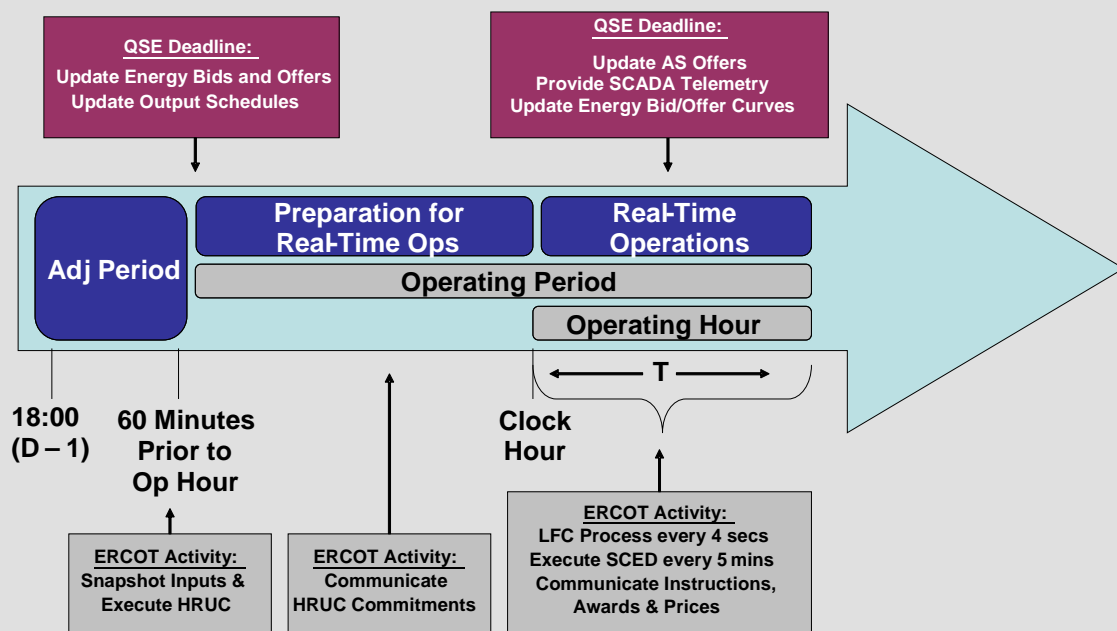 QSE Deadline:
Update Energy Bids and Offers
Update Output Schedules
QSE Deadline:
Update AS Offers
Provide SCADA Telemetry
Update Energy Bid/Offer Curves
Adj Period
Preparation for
Real-Time Ops
Real-Time
Operations
Operating Period
Operating Hour
T
18:00
(D – 1)
60 Minutes
Prior to
Op Hour
Clock
Hour
ERCOT Activity:
Snapshot Inputs &
Execute HRUC
ERCOT Activity:
Communicate
HRUC Commitments
ERCOT Activity:
LFC Process every 4 secs
Execute SCED every 5 mins
Communicate Instructions,
Awards & Prices